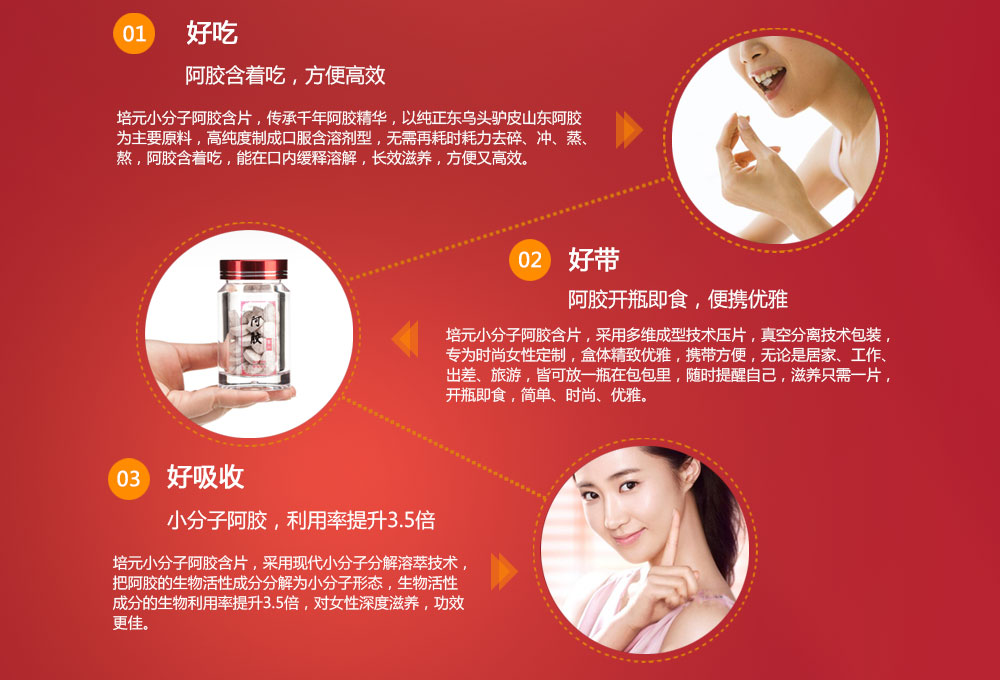 01
好吃
阿胶含着吃，方便高效
培元小分子阿胶含片，传承千年阿胶精华，以纯正东乌头驴皮山东阿胶
为主要原料，高纯度制成口服含溶剂型，无需再耗时耗力去碎、冲、蒸、
熬，阿胶含着吃，能在口内缓释溶解，长效滋养，方便又高效。
02
好带
阿胶开瓶即食，便携优雅
培元小分子阿胶含片，采用多维成型技术压片，真空分离技术包装，
专为时尚女性定制，盒体精致优雅，携带方便，无论是居家、工作、
出差、旅游，皆可放一瓶在包包里，随时提醒自己，滋养只需一片，
开瓶即食，简单、时尚、优雅。
阿胶
03
好吸收
小分子阿胶，利用率提升3.5倍
培元小分子阿胶含片，采用现代小分子分解溶萃技术，
把阿胶的生物活性成分分解为小分子形态，生物活性
成分的生物利用率提升3.5倍，对女性深度滋养，功效
更佳。